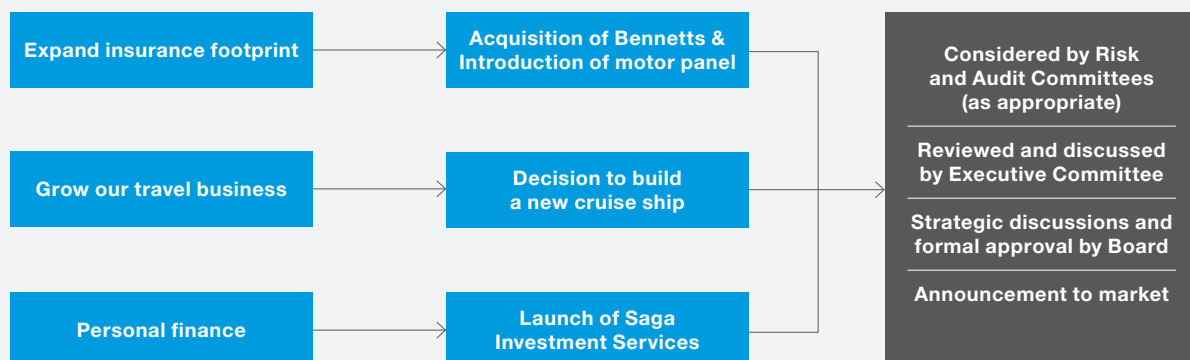 Expand insurance footprint
Acquisition of Bennetts &
Introduction of motor panel
Grow our travel business
Decision to build
a new cruise ship
Personal finance
Launch of Saga
Investment Services
Considered by Risk
and Audit Committees
(as appropriate)
Reviewed and discussed
by Executive Committee
Strategic discussions and
formal approval by Board
Announcement to market